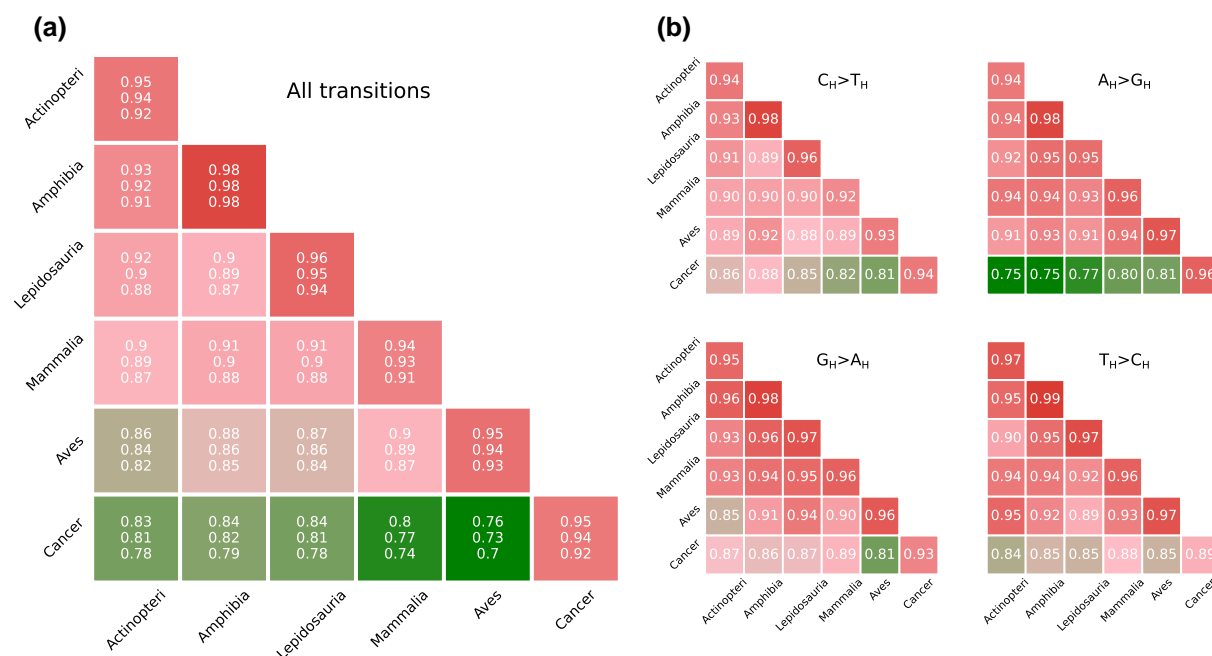 (a)
All transitions
Actinopteri
0.95
0.94
0.92
Amphibia
0.93 0.98
0.92 0.98
0.91 0.98
Lepidosauria
0.92 0.9 0.96
0.9 0.89 0.95
0.88 0.87 0.94
Mammalia
0.9 0.91 0.91 0.94
0.89 0.9 0.9 0.93
0.87 0.88 0.88 0.91
Aves
0.86 0.88 0.87 0.9 0.95
0.84 0.86 0.86 0.89 0.94
0.82 0.85 0.84 0.87 0.93
Cancer
0.83 0.84 0.84 0.8 0.76 0.95
0.81 0.82 0.81 0.77 0.73 0.94
0.78 0.79 0.78 0.74 0.7 0.92
Actinopteri Amphibia Lepidosauria Mammalia Aves Cancer
(b)
C_H>T_H
Actinopteri 0.94
Amphibia 0.93 0.98
Lepidosauria 0.91 0.89 0.96
Mammalia 0.90 0.90 0.90 0.92
Aves 0.89 0.92 0.88 0.89 0.93
Cancer 0.86 0.88 0.85 0.82 0.81 0.94
A_H>G_H
0.94
0.94 0.98
0.92 0.95 0.95
0.94 0.94 0.93 0.96
0.91 0.93 0.91 0.94 0.97
0.75 0.75 0.77 0.80 0.81 0.96
G_H>A_H
Actinopteri 0.95
Amphibia 0.96 0.98
Lepidosauria 0.93 0.96 0.97
Mammalia 0.93 0.94 0.95 0.96
Aves 0.85 0.91 0.94 0.90 0.96
Cancer 0.87 0.86 0.87 0.89 0.81 0.93
Actinopteri Amphibia Lepidosauria Mammalia Aves Cancer
T_H>C_H
0.97
0.95 0.99
0.90 0.95 0.97
0.94 0.94 0.92 0.96
0.95 0.92 0.89 0.93 0.97
0.84 0.85 0.85 0.88 0.85 0.89
Actinopteri Amphibia Lepidosauria Mammalia Aves Cancer